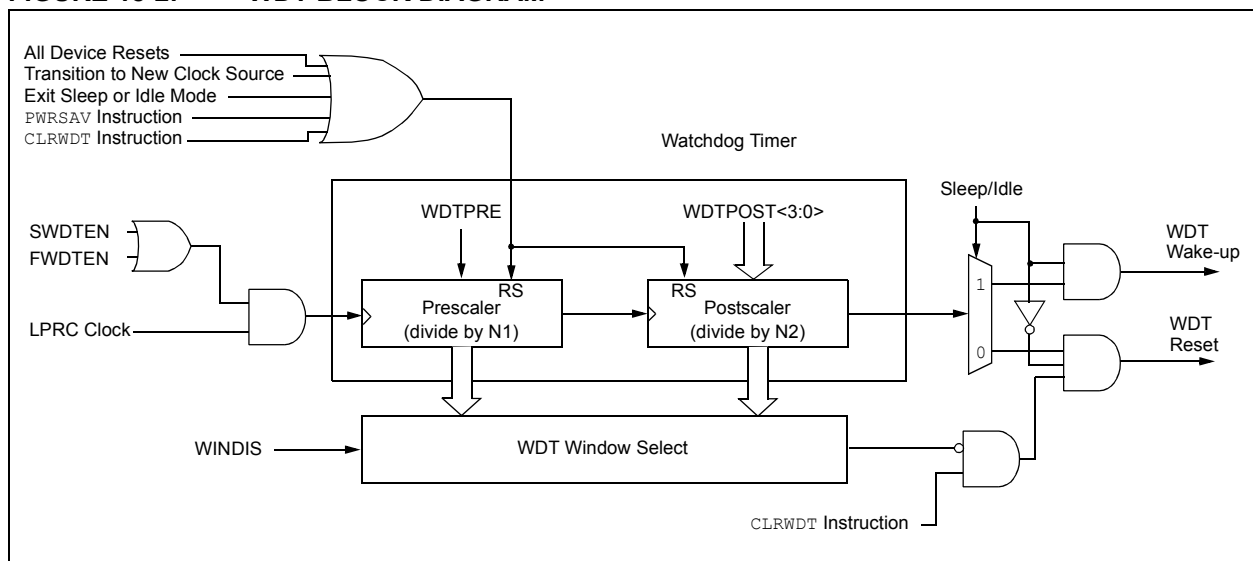 All Device Resets
Transition to New Clock Source
Exit Sleep or Idle Mode
PWRSAV Instruction
CLRWDT Instruction
Watchdog Timer
Sleep/Idle
WDTPRE
WDTPOST<3:0>
SWDTEN
FWDTEN
WDT
Wake-up
RS
RS
1
Prescaler
(divide by N1)
Postscaler
(divide by N2)
LPRC Clock
WDT
Reset
0
WINDIS
WDT Window Select
CLRWDT Instruction